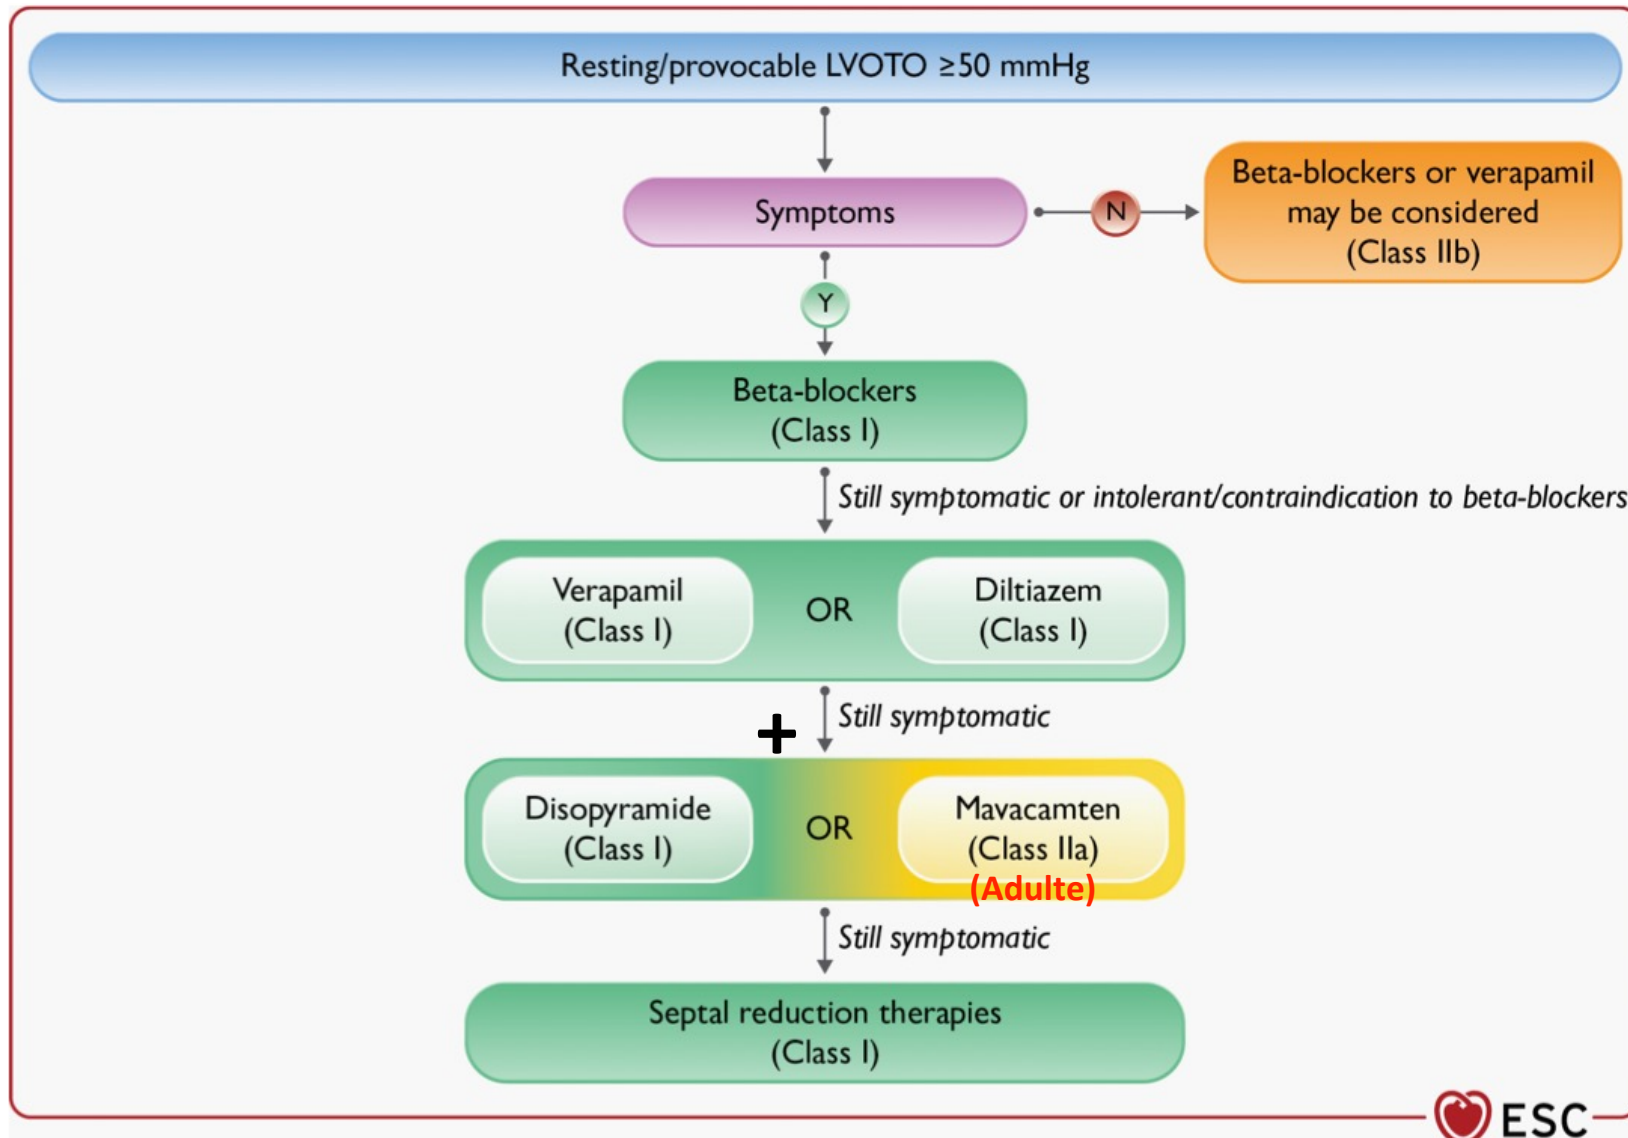 Resting/provocable LVOTO ≥50 mmHg
Symptoms
N
Beta-blockers or verapamil
may be considered
(Class IIb)
Y
Beta-blockers
(Class I)
Still symptomatic or intolerant/contraindication to beta-blockers
Verapamil
(Class I)
OR
Diltiazem
(Class I)
Still symptomatic
+
Disopyramide
(Class I)
OR
Mavacamten
(Class IIa)
(Adulte)
Still symptomatic
Septal reduction therapies
(Class I)
ESC